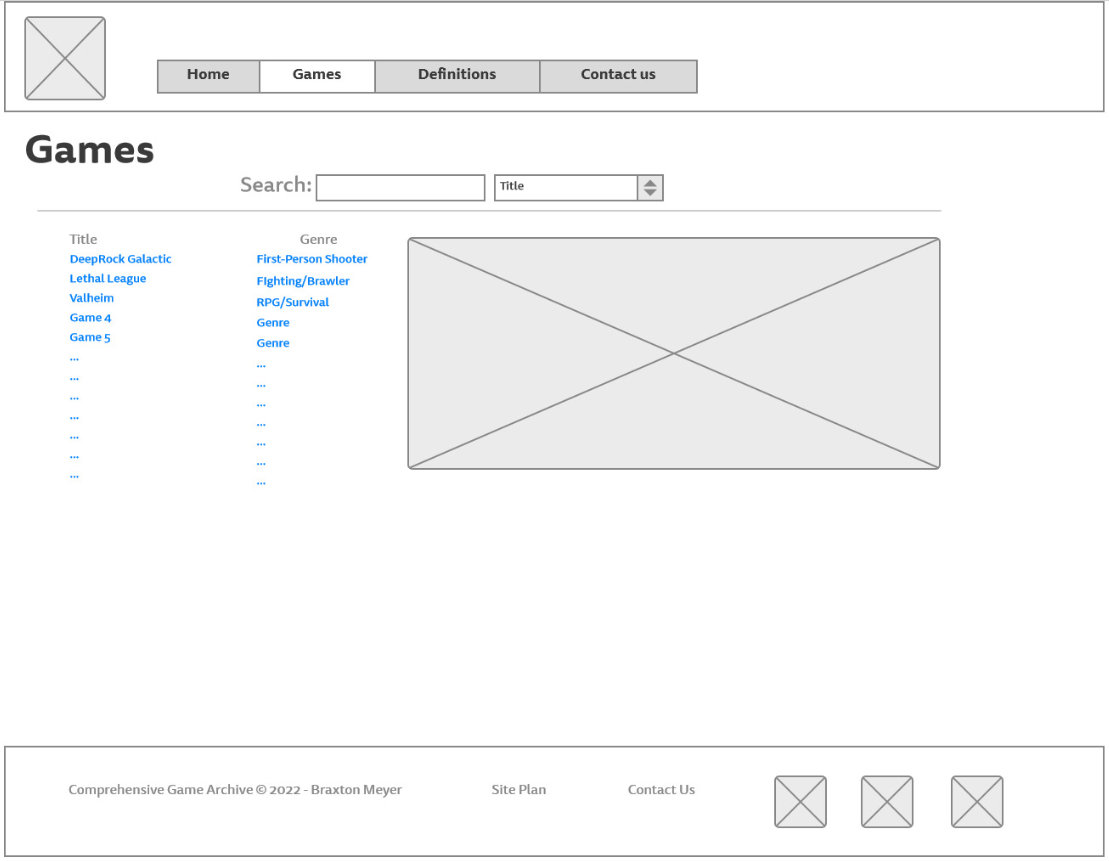 Home Games Definitions Contact us
Games
Search: Title
Title Genre
DeepRock Galactic First-Person Shooter
Lethal League FIghting/Brawler
Valheim RPG/Survival
Game 4 Genre
Game 5 Genre
... ...
... ...
... ...
... ...
... ...
... ...
... ...
Comprehensive Game Archive © 2022 - Braxton Meyer Site Plan Contact Us